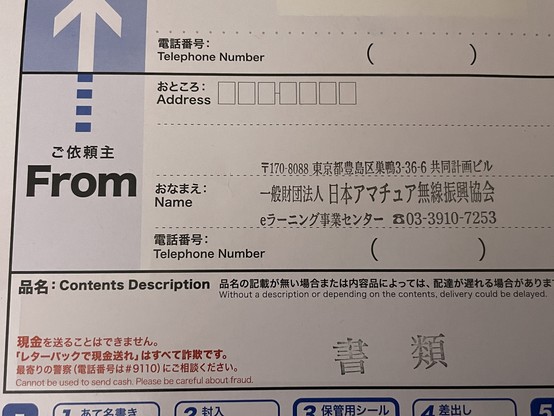 電話番号:
Telephone Number ( )
おところ:
Address
ご依頼主
From
〒170-8088 東京都豊島区巣鴨3-36-6 共同計画ビル
おなまえ:
Name
一般財団法人 日本アマチュア無線振興協会
eラーニング事業センター ☎03-3910-7253
電話番号:
Telephone Number ( )
品名:Contents Description
品名の記載が無い場合または内容品によっては、配達が遅れる場合がありま
Without a description or depending on the contents, delivery could be delayed.
現金を送ることはできません。
「レターパックで現金送れ」はすべて詐欺です。
最寄りの警察(電話番号は#9110)にご相談ください。
Cannot be used to send cash. Please be careful about fraud.
書 類
1 あて名書き
2 封入
3 保管用シール
4 差出し
5